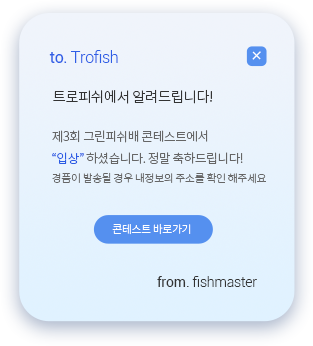 to. Trofish
트로피쉬에서 알려드립니다!
제3회 그린피쉬배 콘테스트에서
“입상” 하셨습니다. 정말 축하드립니다!
경품이 발송될 경우 내정보의 주소를 확인 해주세요
콘테스트 바로가기
from. fishmaster